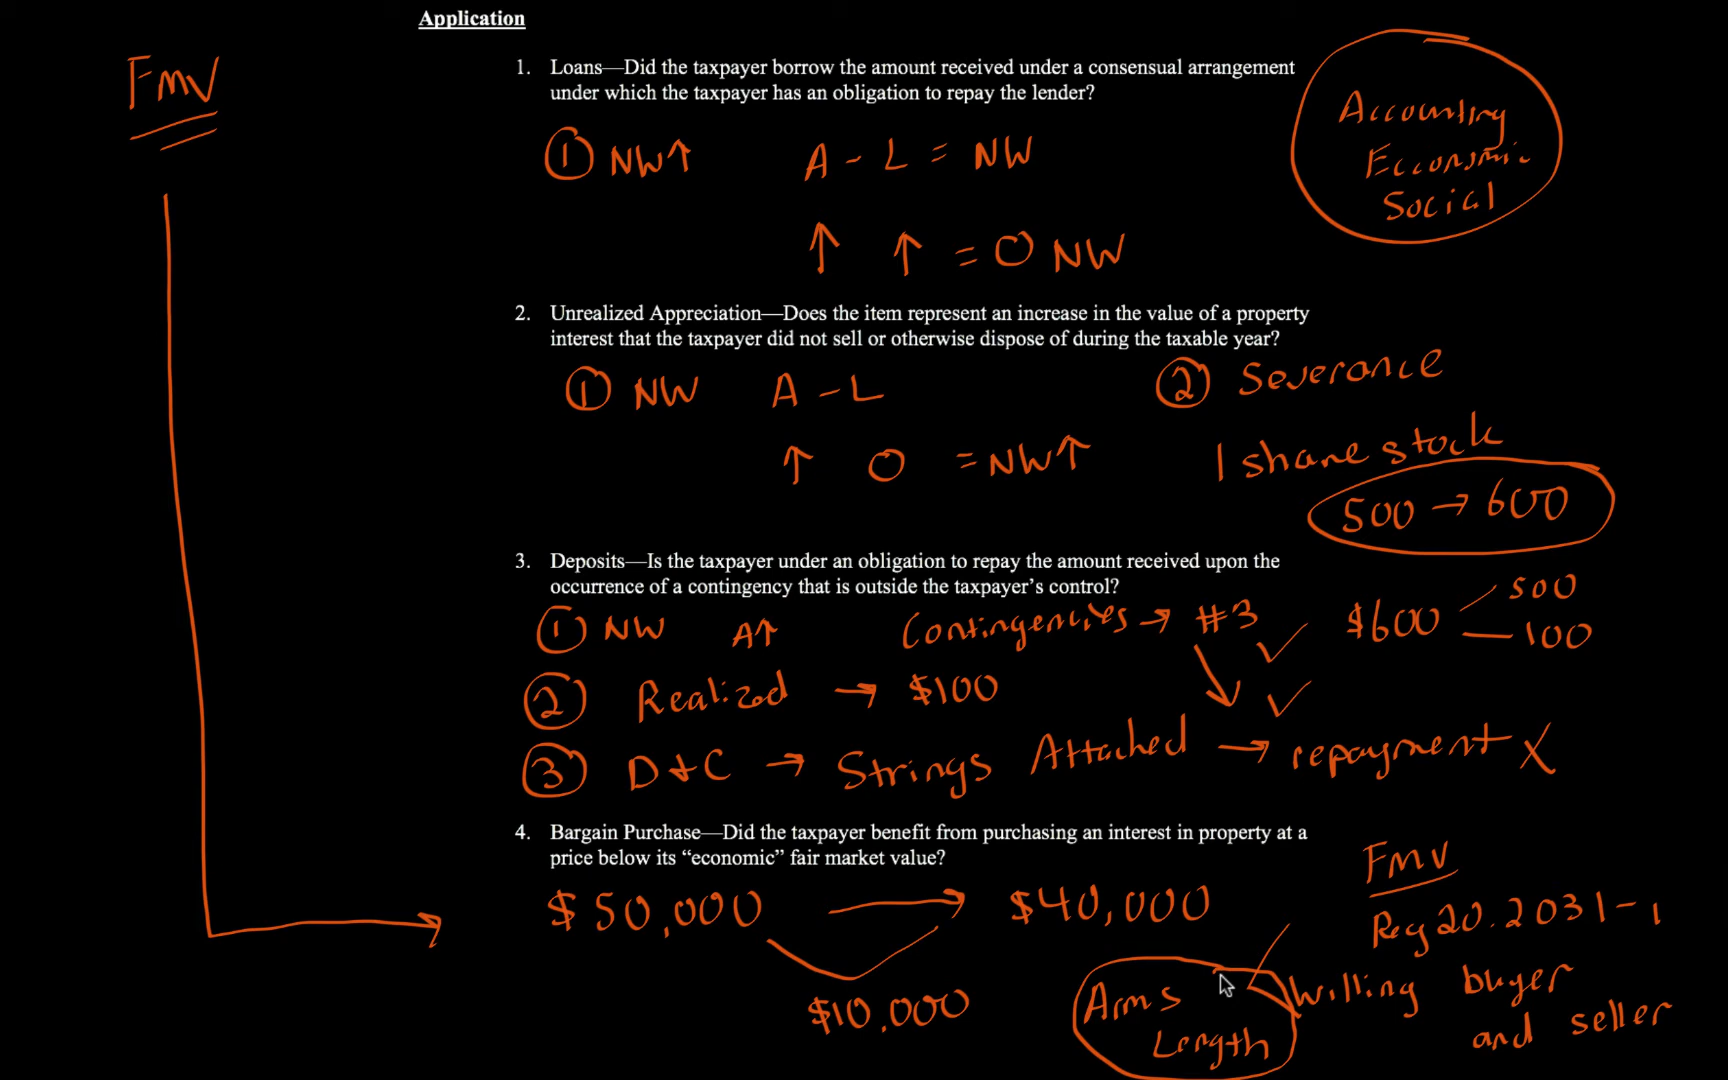 Application
FMV
1. Loans—Did the taxpayer borrow the amount received under a consensual arrangement
under which the taxpayer has an obligation to repay the lender?
Accounting
Ecconomic
Social
① NW↑ A - L = NW
↑ ↑ = O NW
2. Unrealized Appreciation—Does the item represent an increase in the value of a property
interest that the taxpayer did not sell or otherwise dispose of during the taxable year?
① NW A - L
② Severance
↑ O = NW↑
1 share stock
500 → 600
3. Deposits—Is the taxpayer under an obligation to repay the amount received upon the
occurrence of a contingency that is outside the taxpayer's control?
① NW A↑ Contingencies → #3 ✓
$600
500
100
② Realized → $100 ✓
③ D+C → Strings Attached → repayment X
4. Bargain Purchase—Did the taxpayer benefit from purchasing an interest in property at a
price below its “economic” fair market value?
$50,000 → $40,000
$10,000
FMV
Reg 20.2031-1
Arms
Length
Willing buyer
and seller